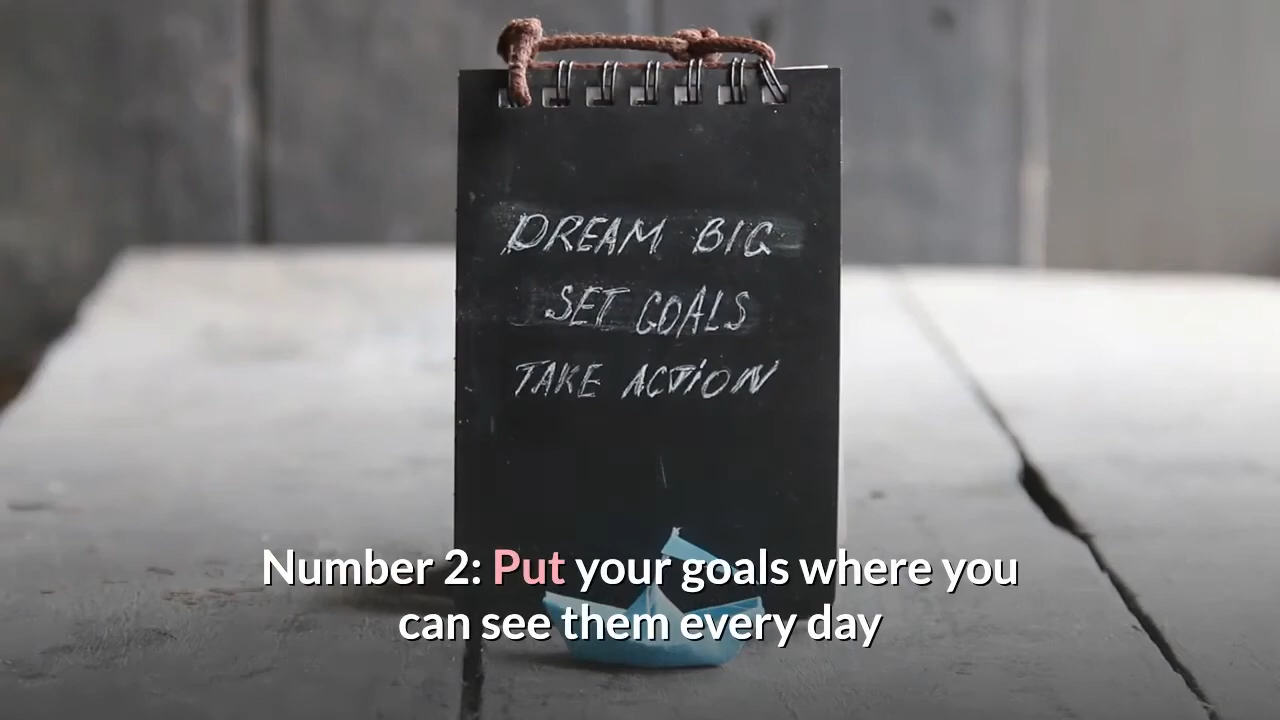 DREAM BIG
SET GOALS
TAKE ACTION
Number 2: Put your goals where you
can see them every day